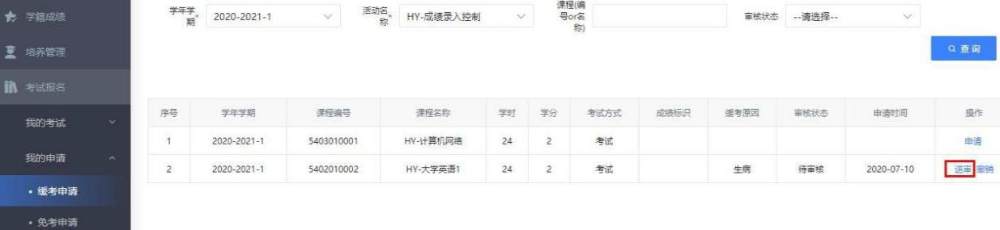 学籍成绩
培养管理
考试报名
我的考试
我的申请
• 缓考申请
• 免考申请
学年学期* 2020-2021-1 活动名称* HY-成绩录入控制 课程(编号or名称) 审核状态 --请选择--
查询
序号 学年学期 课程编号 课程名称 学时 学分 考试方式 成绩标识 缓考原因 审核状态 申请时间 操作
1 2020-2021-1 5403010001 HY-计算机网络 24 2 考试 申请
2 2020-2021-1 5402010002 HY-大学英语1 24 2 考试 生病 待审核 2020-07-10 送审 撤销